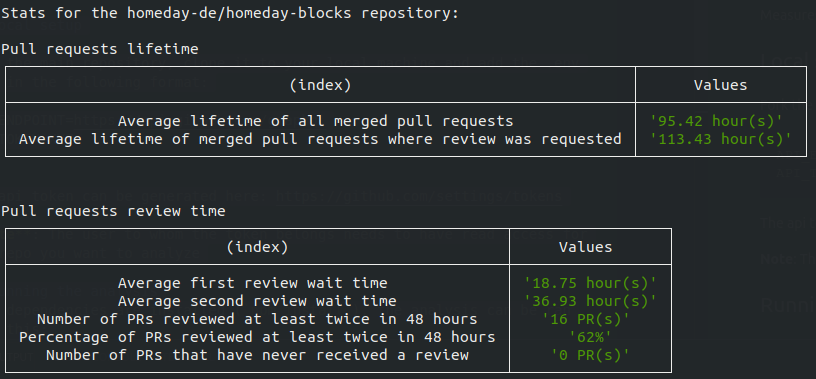 Stats for the homeday-de/homeday-blocks repository:
Pull requests lifetime
(index) Values
Average lifetime of all merged pull requests '95.42 hour(s)'
Average lifetime of merged pull requests where review was requested '113.43 hour(s)'
Pull requests review time
(index) Values
Average first review wait time '18.75 hour(s)'
Average second review wait time '36.93 hour(s)'
Number of PRs reviewed at least twice in 48 hours '16 PR(s)'
Percentage of PRs reviewed at least twice in 48 hours '62%'
Number of PRs that have never received a review '0 PR(s)'